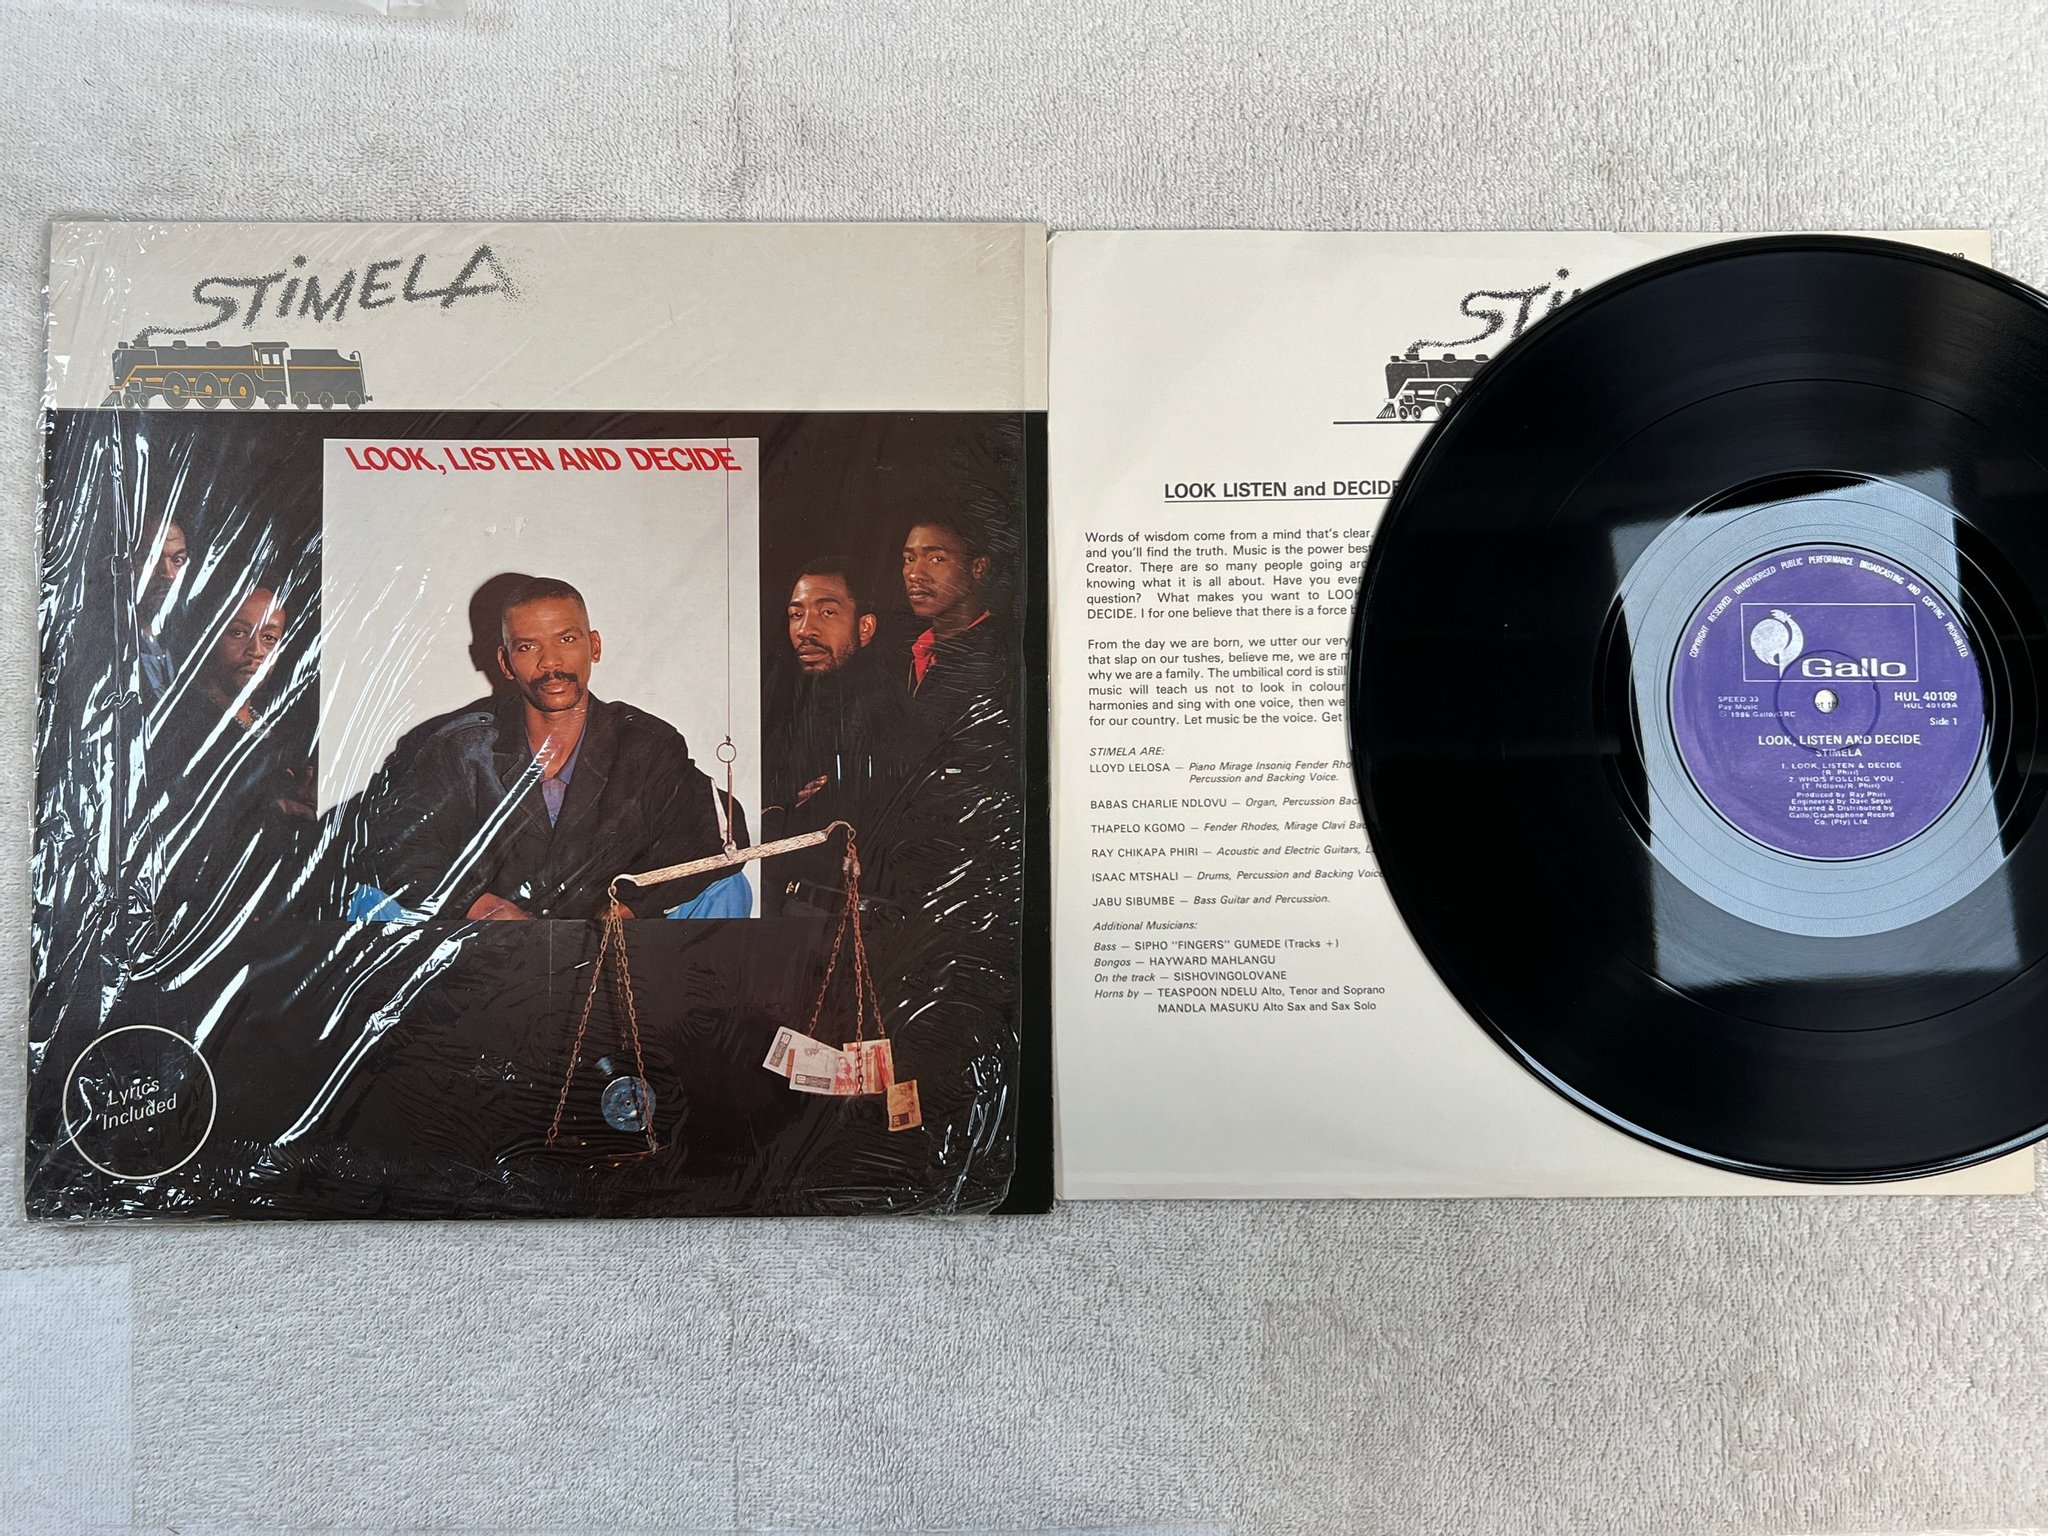 STiMELA
LOOK, LISTEN AND DECIDE
Lyrics
Included
STi
LOOK LISTEN and DECIDE
Words of wisdom come from a mind that's clear.
and you'll find the truth. Music is the power best
Creator. There are so many people going
knowing what it is all about. Have you ever
question? What makes you want to LOOK
DECIDE. I for one believe that there is a force
From the day we are born, we utter our very
that slap on our tushes, believe me, we are
why we are a family. The umbilical cord is still
music will teach us not to look in colour
harmonies and sing with one voice, then we
for our country. Let music be the voice. Get
STIMELA ARE:
LLOYD LELOSA — Piano Mirage Insoniq Fender
Percussion and Backing Voice.
BABAS CHARLIE NDLOVU — Organ, Percussion
THAPELO KGOMO — Fender Rhodes, Mirage Clavi
RAY CHIKAPA PHIRI — Acoustic and Electric Guitars,
ISAAC MTSHALI — Drums, Percussion and Backing Voice
JABU SIBUMBE — Bass Guitar and Percussion.
Additional Musicians:
Bass — SIPHO "FINGERS" GUMEDE (Tracks +)
Bongos — HAYWARD MAHLANGU
On the track — SISHOVINGOLOVANE
Horns by — TEASPOON NDELU Alto, Tenor and Soprano
MANDLA MASUKU Alto Sax and Sax Solo
COPYRIGHT RESERVED. UNAUTHORISED PUBLIC PERFORMANCE BROADCASTING AND COPYING PROHIBITED
Gallo
SPEED 33
Pay Music
℗ 1986 Gallo/GRC
HUL 40109
HUL 40109A
Side 1
LOOK, LISTEN AND DECIDE
STIMELA
1. LOOK, LISTEN & DECIDE
(R. Phiri)
2. WHO'S FOLLING YOU
(T. Ndlovu/R. Phiri)
Produced by Ray Phiri
Engineered by Dave Segal
Marketed & Distributed by
Gallo/Gramophone Record
Co. (Pty) Ltd.